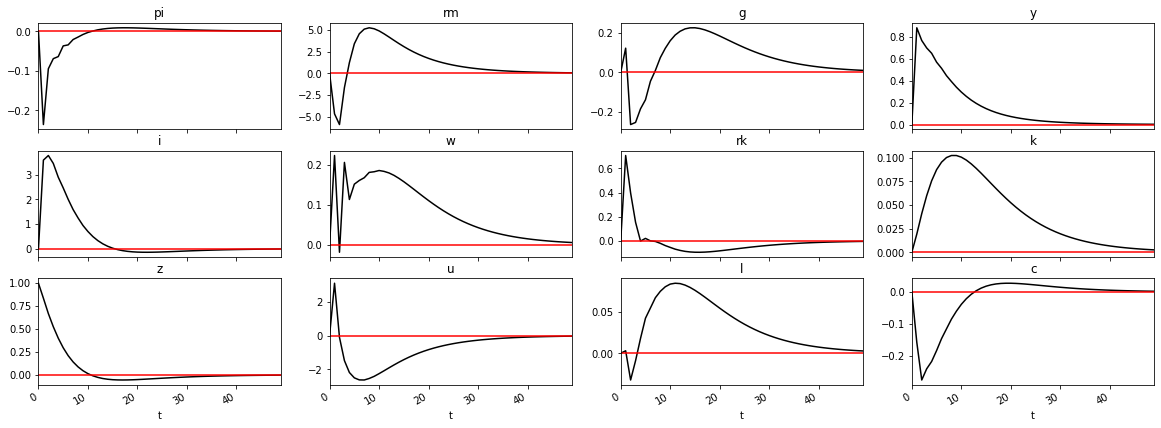 pi rm g y
0.0 5.0 0.2 0.8
2.5 0.6
−0.1 0.0 0.0 0.4
−2.5 0.2
−0.2 −5.0 −0.2 0.0
i w rk k
3 0.2 0.6 0.100
2 0.4 0.075
1 0.1 0.2 0.050
0.025
0 0.0 0.0 0.000
z u l c
1.00 2 0.0
0.75 0.05
0.50 0 −0.1
0.25 −0.2
0.00 −2 0.00
0 10 20 30 40 0 10 20 30 40 0 10 20 30 40 0 10 20 30 40
t t t t